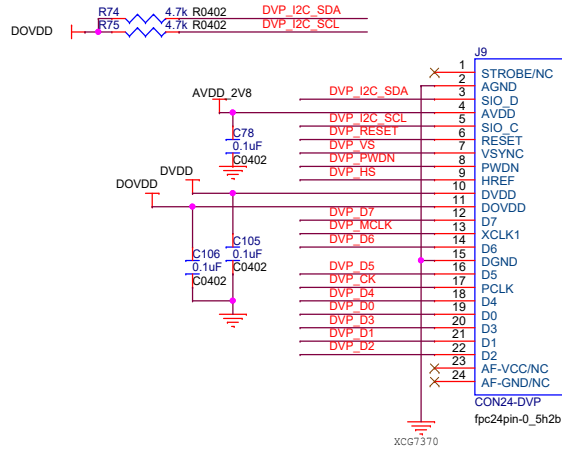 R74 4.7k R0402 DVP_I2C_SDA
R75 4.7k R0402 DVP_I2C_SCL
DOVDD
J9
1 STROBE/NC
2 AGND
DVP_I2C_SDA 3 SIO_D
AVDD_2V8 4 AVDD
DVP_I2C_SCL 5 SIO_C
DVP_RESET 6 RESET
DVP_VS 7 VSYNC
DVP_PWDN 8 PWDN
DVP_HS 9 HREF
C78
0.1uF
C0402
DVDD 10 DVDD
DOVDD 11 DOVDD
DVP_D7 12 D7
DVP_MCLK 13 XCLK1
DVP_D6 14 D6
15 DGND
DVP_D5 16 D5
DVP_CK 17 PCLK
DVP_D4 18 D4
DVP_D0 19 D0
DVP_D3 20 D3
DVP_D1 21 D1
DVP_D2 22 D2
23 AF-VCC/NC
24 AF-GND/NC
C106
0.1uF
C0402
C105
0.1uF
C0402
CON24-DVP
fpc24pin-0_5h2b
XCG7370